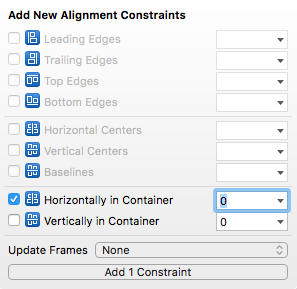 Add New Alignment Constraints
Leading Edges
Trailing Edges
Top Edges
Bottom Edges
Horizontal Centers
Vertical Centers
Baselines
Horizontally in Container 0
Vertically in Container 0
Update Frames None
Add 1 Constraint